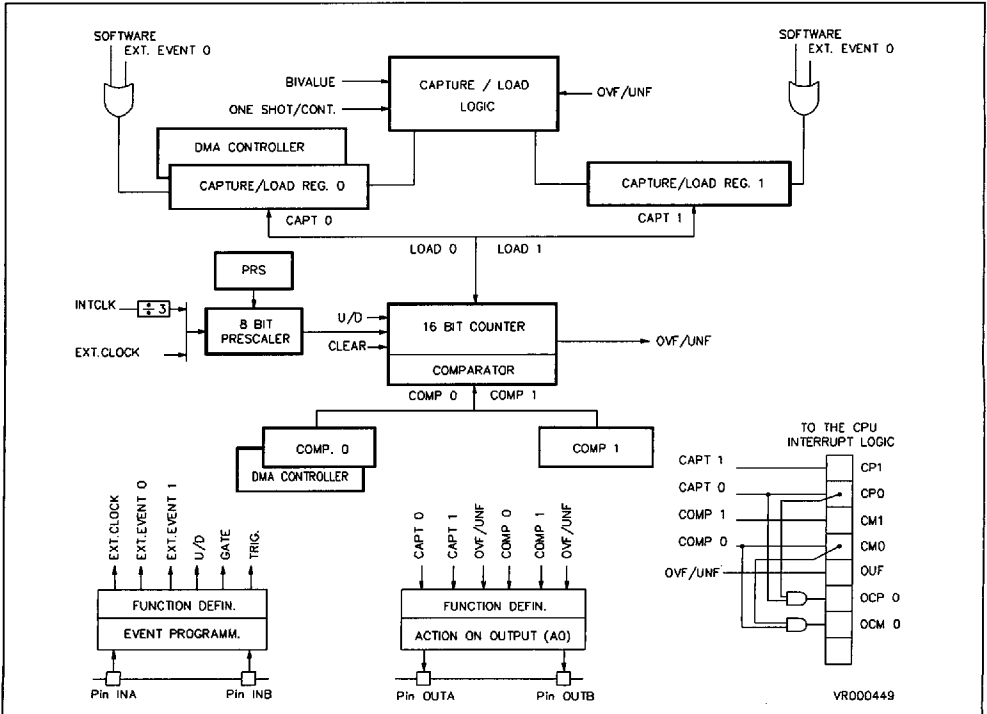 SOFTWARE
EXT. EVENT 0
SOFTWARE
EXT. EVENT 0
BIVALUE
ONE SHOT/CONT.
CAPTURE / LOAD
LOGIC
OVF/UNF
DMA CONTROLLER
CAPTURE/LOAD REG. 0
CAPTURE/LOAD REG. 1
CAPT 0
CAPT 1
LOAD 0
LOAD 1
PRS
INTCLK
÷ 3
8 BIT
PRESCALER
EXT.CLOCK
U/D
CLEAR
16 BIT COUNTER
COMPARATOR
OVF/UNF
COMP 0
COMP 1
COMP. 0
DMA CONTROLLER
COMP 1
TO THE CPU
INTERRUPT LOGIC
CAPT 1
CP1
CAPT 0
CP0
COMP 1
CM1
COMP 0
CM0
OVF/UNF
OUF
OCP 0
OCM 0
EXT.CLOCK
EXT.EVENT 0
EXT.EVENT 1
U/D
GATE
TRIG.
FUNCTION DEFIN.
EVENT PROGRAMM.
Pin INA
Pin INB
CAPT 0
CAPT 1
OVF/UNF
COMP 0
COMP 1
OVF/UNF
FUNCTION DEFIN.
ACTION ON OUTPUT (AO)
Pin OUTA
Pin OUTB
VR000449